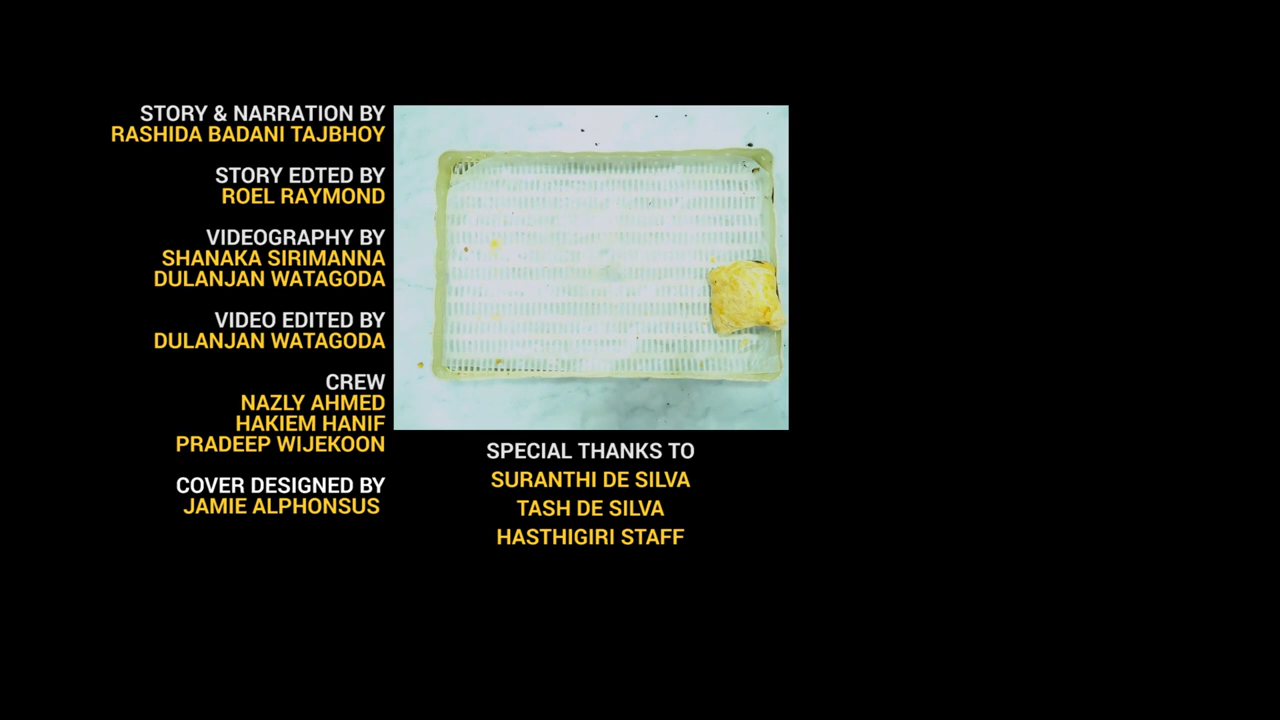 STORY & NARRATION BY
RASHIDA BADANI TAJBHOY
STORY EDTED BY
ROEL RAYMOND
VIDEOGRAPHY BY
SHANAKA SIRIMANNA
DULANJAN WATAGODA
VIDEO EDITED BY
DULANJAN WATAGODA
CREW
NAZLY AHMED
HAKIEM HANIF
PRADEEP WIJEKOON
COVER DESIGNED BY
JAMIE ALPHONSUS
SPECIAL THANKS TO
SURANTHI DE SILVA
TASH DE SILVA
HASTHIGIRI STAFF